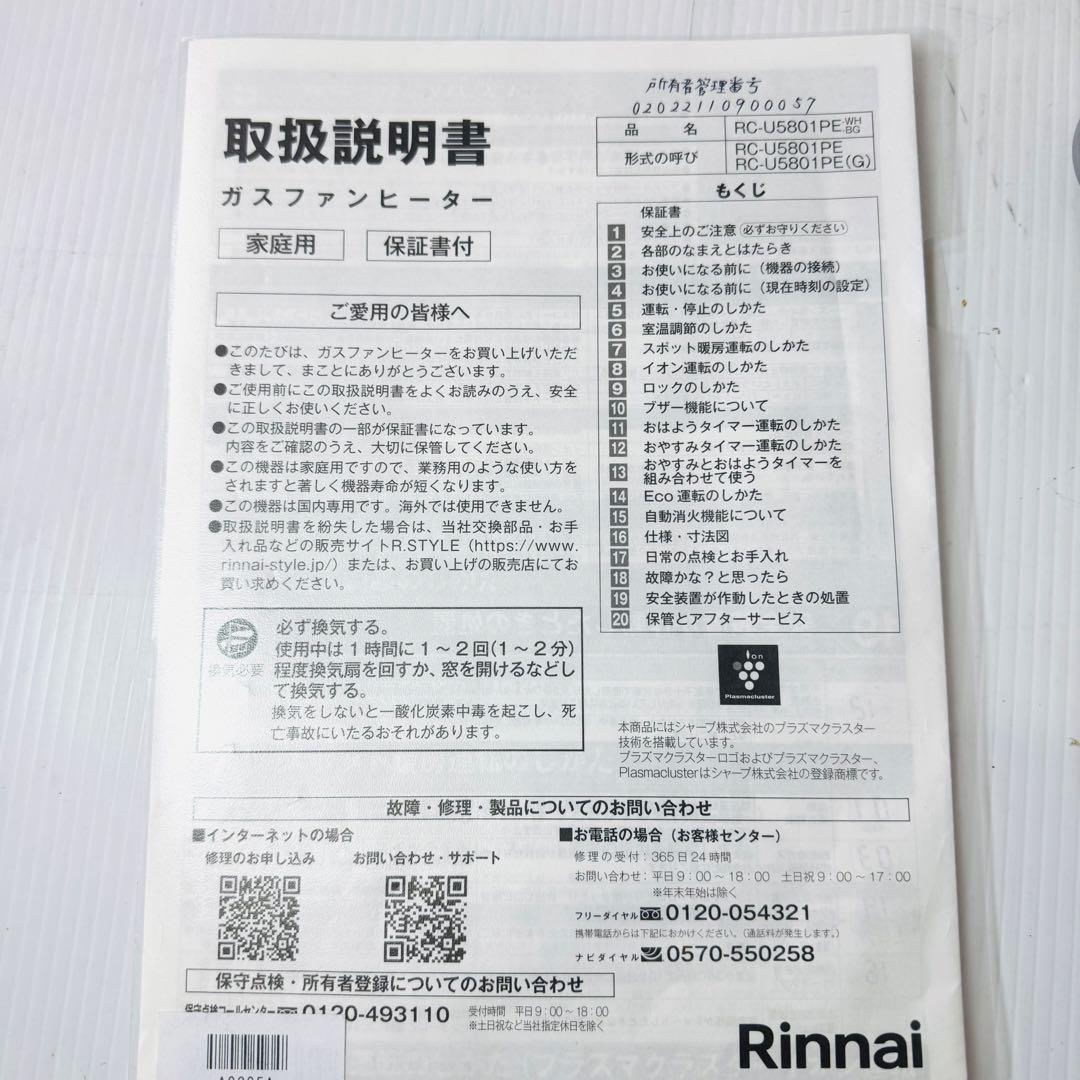 所有者管理番号
02022110900057
取扱説明書
ガスファンヒーター
家庭用
保証書付
品 名 RC-U5801PE-WH BG
形式の呼び RC-U5801PE
RC-U5801PE(G)
ご愛用の皆様へ
●このたびは、ガスファンヒーターをお買い上げいただ
きまして、まことにありがとうございます。
●ご使用前にこの取扱説明書をよくお読みのうえ、安全
に正しくお使いください。
●この取扱説明書の一部が保証書になっています。
内容をご確認のうえ、大切に保管してください。
●この機器は家庭用ですので、業務用のような使い方を
されますと著しく機器寿命が短くなります。
●この機器は国内専用です。海外では使用できません。
●取扱説明書を紛失した場合は、当社交換部品・お手
入れ品などの販売サイトR.STYLE（https://www.
rinnai-style.jp/）または、お買い上げの販売店にてお
買い求めください。
換気必要
必ず換気する。
使用中は1時間に1～2回(1～2分)
程度換気扇を回すか、窓を開けるなどし
て換気する。
換気をしないと一酸化炭素中毒を起こし、死
亡事故にいたるおそれがあります。
もくじ
保証書
1 安全上のご注意 必ずお守りください
2 各部のなまえとはたらき
3 お使いになる前に（機器の接続）
4 お使いになる前に（現在時刻の設定）
5 運転・停止のしかた
6 室温調節のしかた
7 スポット暖房運転のしかた
8 イオン運転のしかた
9 ロックのしかた
10 ブザー機能について
11 おはようタイマー運転のしかた
12 おやすみタイマー運転のしかた
13 おやすみとおはようタイマーを
組み合わせて使う
14 Eco運転のしかた
15 自動消火機能について
16 仕様・寸法図
17 日常の点検とお手入れ
18 故障かな？と思ったら
19 安全装置が作動したときの処置
20 保管とアフターサービス
ion
Plasmacluster
本商品にはシャープ株式会社のプラズマクラスター
技術を搭載しています。
プラズマクラスターロゴおよびプラズマクラスター、
Plasmaclusterはシャープ株式会社の登録商標です。
故障・修理・製品についてのお問い合わせ
■インターネットの場合
修理のお申し込み お問い合わせ・サポート
■お電話の場合（お客様センター）
修理の受付：365日24時間
お問い合わせ：平日9：00～18：00 土日祝9：00～17：00
※年末年始は除く
フリーダイヤル 0120-054321
携帯電話からは下記におかけください。（通話料が発生します。）
ナビダイヤル 0570-550258
保守点検・所有者登録についてのお問い合わせ
保守点検コールセンター 0120-493110
受付時間 平日9：00～18：00
※土日祝など当社指定休日を除く
Rinnai